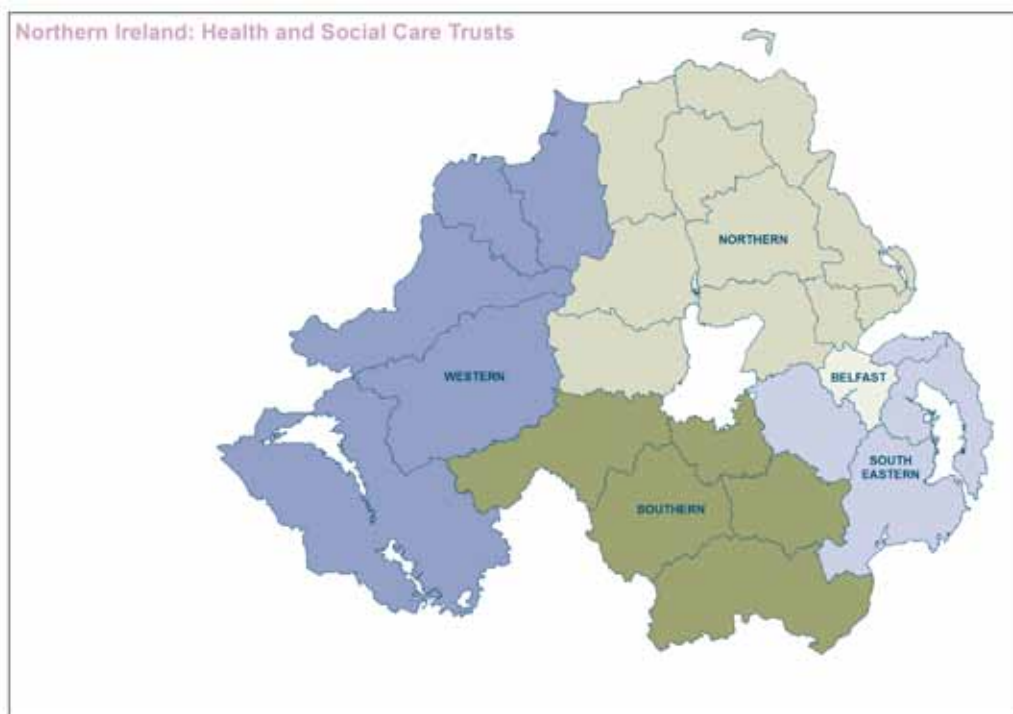 Northern Ireland: Health and Social Care Trusts
NORTHERN
WESTERN
BELFAST
SOUTH
EASTERN
SOUTHERN